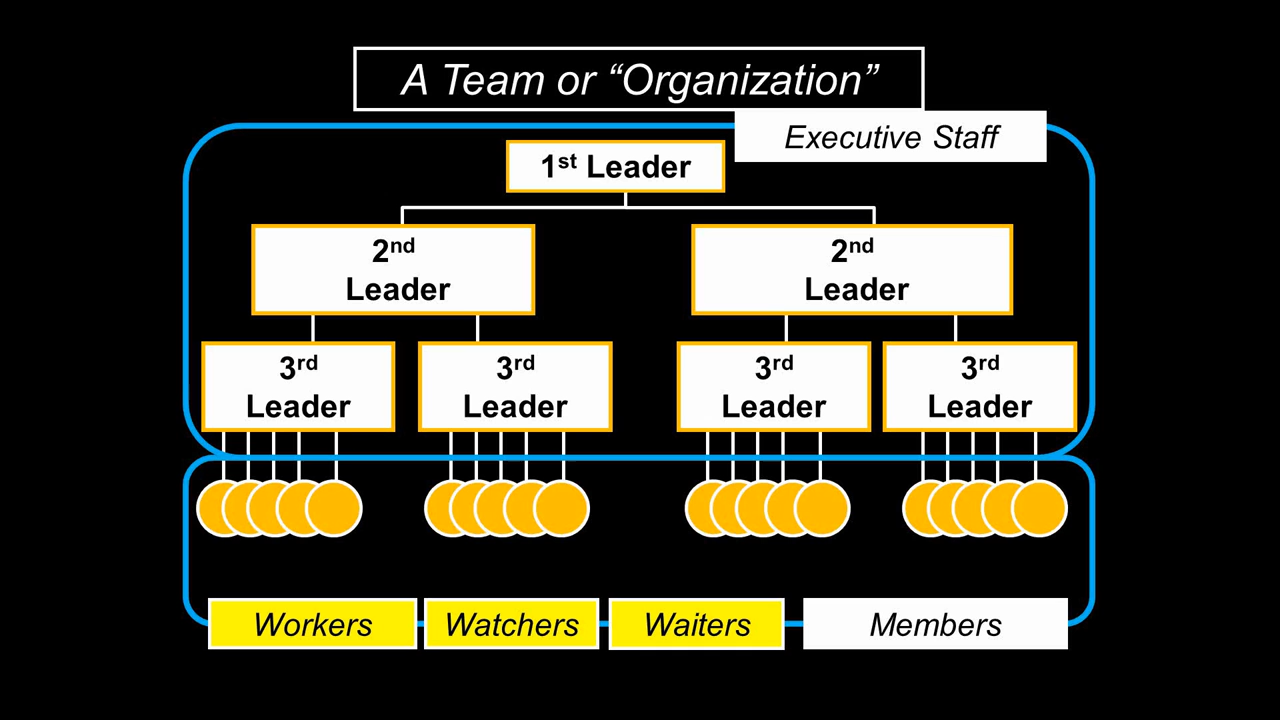 A Team or “Organization”
Executive Staff
1st Leader
2nd
Leader
2nd
Leader
3rd
Leader
3rd
Leader
3rd
Leader
3rd
Leader
Workers
Watchers
Waiters
Members